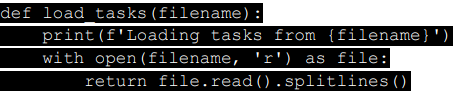 def load_tasks(filename):
    print(f'Loading tasks from {filename}')
    with open(filename, 'r') as file:
        return file.read().splitlines()